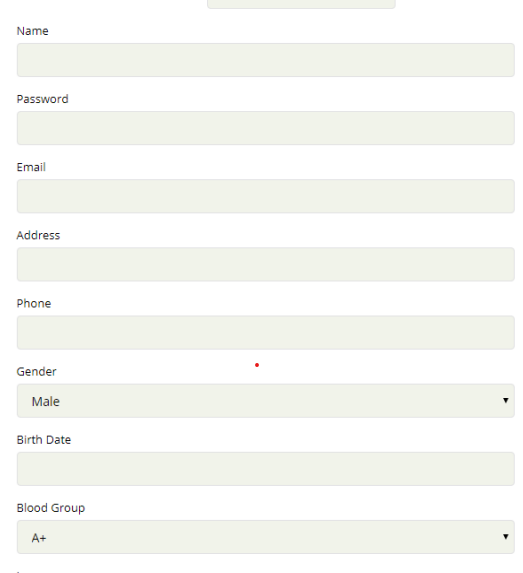 Name
Password
Email
Address
Phone
Gender
Male
Birth Date
Blood Group
A+